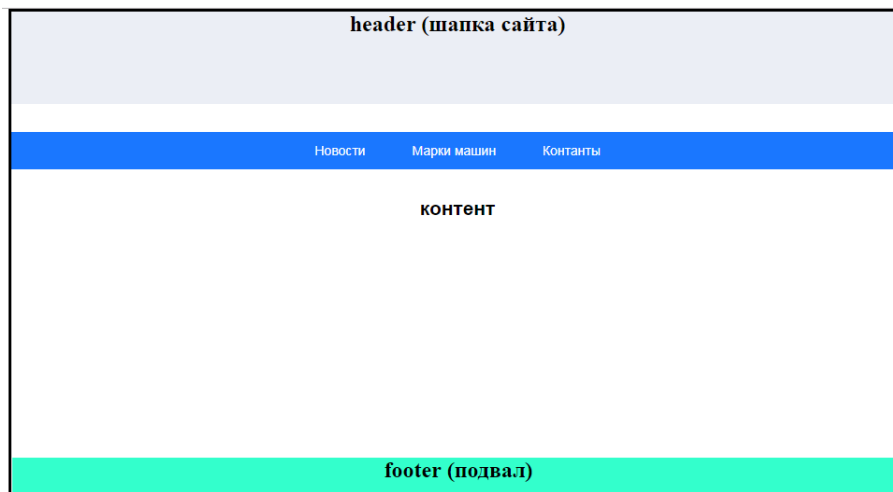 header (шапка сайта)
Новости Марки машин Контанты
контент
footer (подвал)